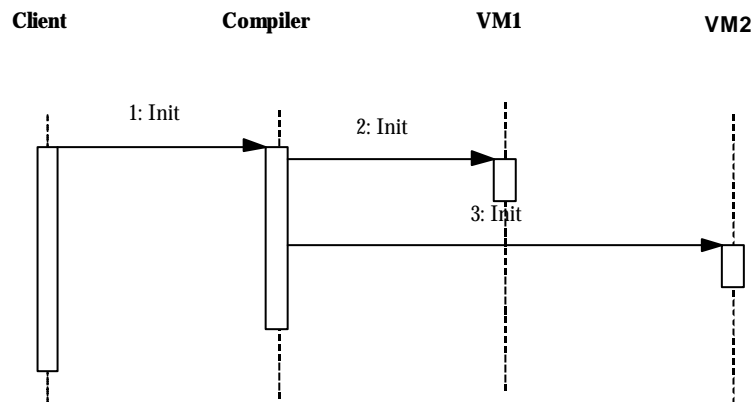 Client Compiler VM1 VM2
1: Init
2: Init
3: Init